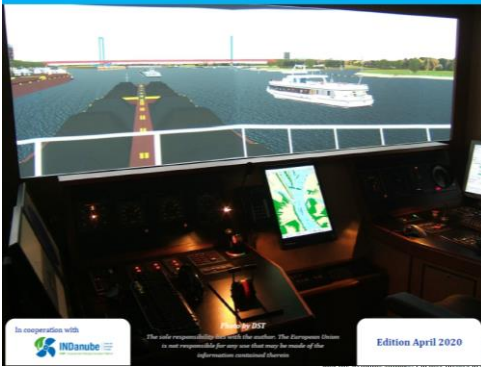 In cooperation with
INDanube
Photo by DST
The sole responsibility lies with the author. The European Union
is not responsible for any use that may be made of the
information contained therein
Edition April 2020